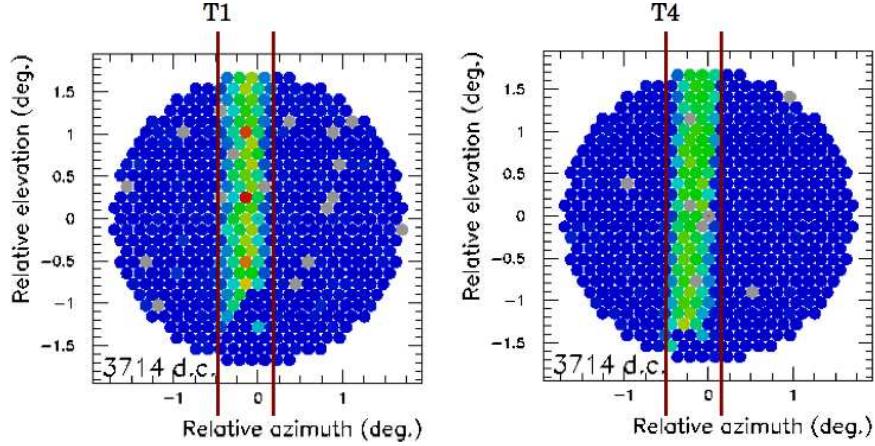 T1
T4
Relative elevation (deg.)
1.5
1
0.5
0
-0.5
-1
-1.5
3714 d.c.
-1
0
1
Relative azimuth (deg.)
Relative elevation (deg.)
1.5
1
0.5
0
-0.5
-1
-1.5
3714 d.c.
-1
0
1
Relative azimuth (deg.)